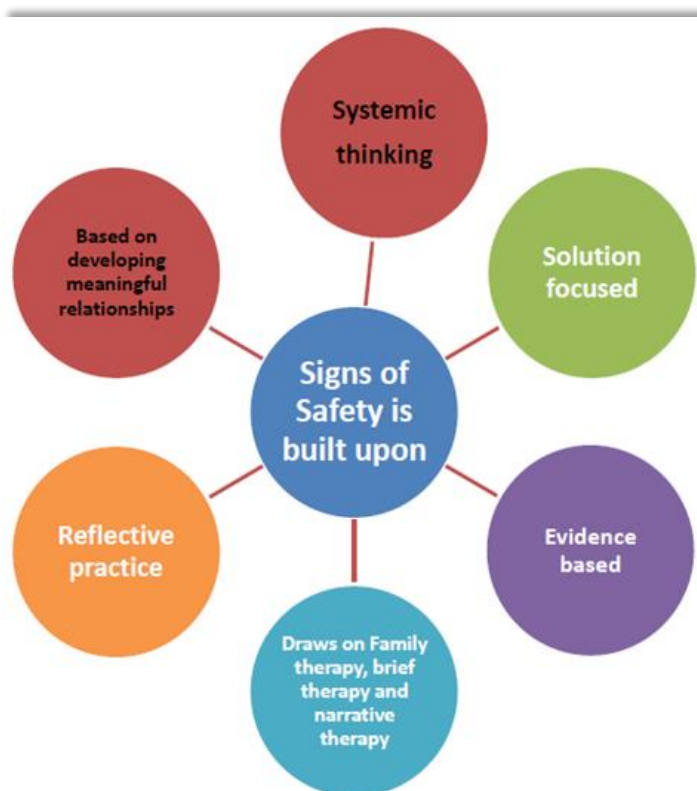 Systemic
thinking
Solution
focused
Evidence
based
Draws on Family
therapy, brief
therapy and
narrative
therapy
Reflective
practice
Based on
developing
meaningful
relationships
Signs of
Safety is
built upon